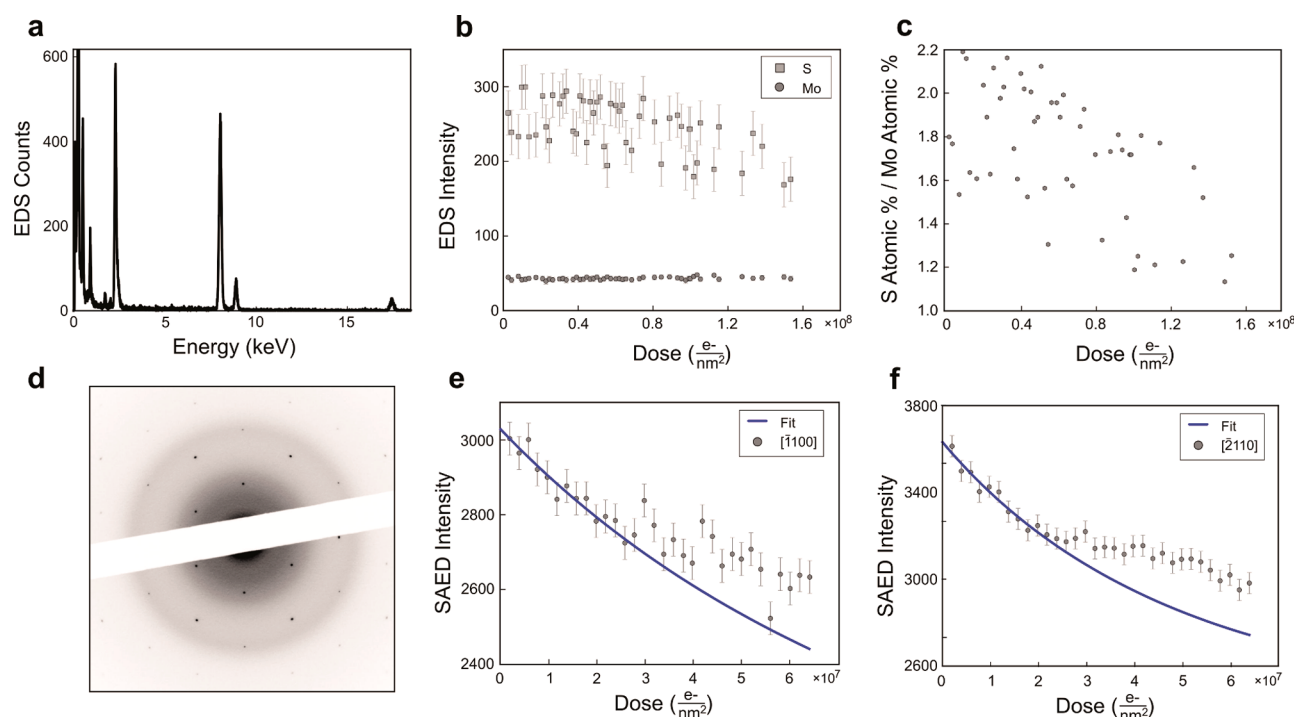 a
600
400
200
0
EDS Counts
0 5 10 15
Energy (keV)
b
300
200
100
0
EDS Intensity
S
Mo
0 0.4 0.8 1.2 ×10⁸
Dose (e-/nm²)
c
2.2
2.0
1.8
1.6
1.4
1.2
1.0
S Atomic % / Mo Atomic %
0.4 0.8 1.2 1.6 ×10⁸
Dose (e-/nm²)
d
e
3000
2800
2600
2400
SAED Intensity
Fit
[1̄100]
0 1 2 3 4 5 6 ×10⁷
Dose (e-/nm²)
f
3800
3400
3000
2600
SAED Intensity
Fit
[2̄110]
0 1 2 3 4 5 6 ×10⁷
Dose (e-/nm²)